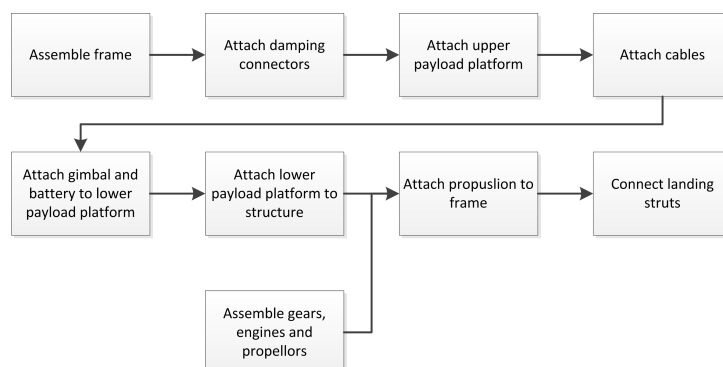 Assemble frame
Attach damping
connectors
Attach upper
payload platform
Attach cables
Attach gimbal and
battery to lower
payload platform
Attach lower
payload platform to
structure
Attach propuslion to
frame
Connect landing
struts
Assemble gears,
engines and
propellors